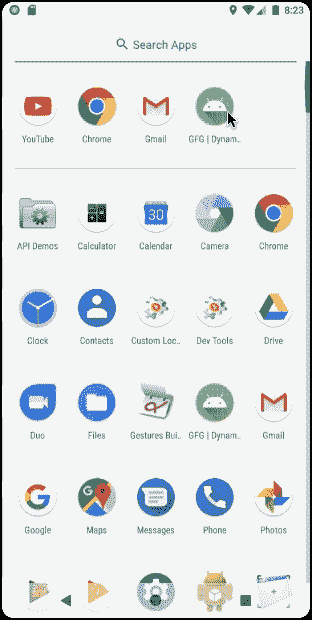 8:23
Search Apps
YouTube Chrome Gmail GFG | Dynam..
API Demos Calculator Calendar Camera Chrome
30
Clock Contacts Custom Loc.. Dev Tools Drive
Duo Files Gestures Bui.. GFG | Dynam.. Gmail
Google Maps Messages Phone Photos